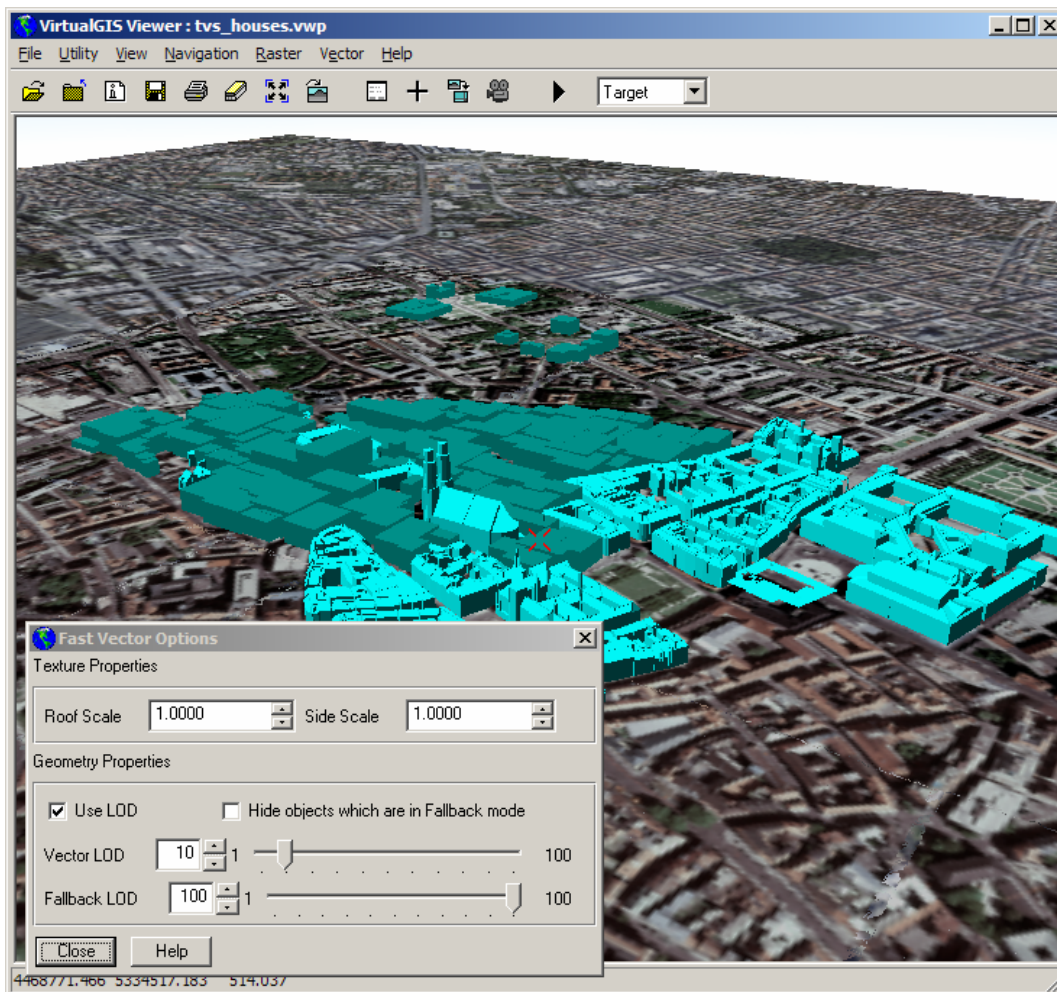 VirtualGIS Viewer : tvs_houses.vwp
File Utility View Navigation Raster Vector Help
Target
Fast Vector Options
Texture Properties
Roof Scale 1.0000 Side Scale 1.0000
Geometry Properties
Use LOD Hide objects which are in Fallback mode
Vector LOD 10 1 100
Fallback LOD 100 1 100
Close Help
4468771.466 5334517.183 514.037